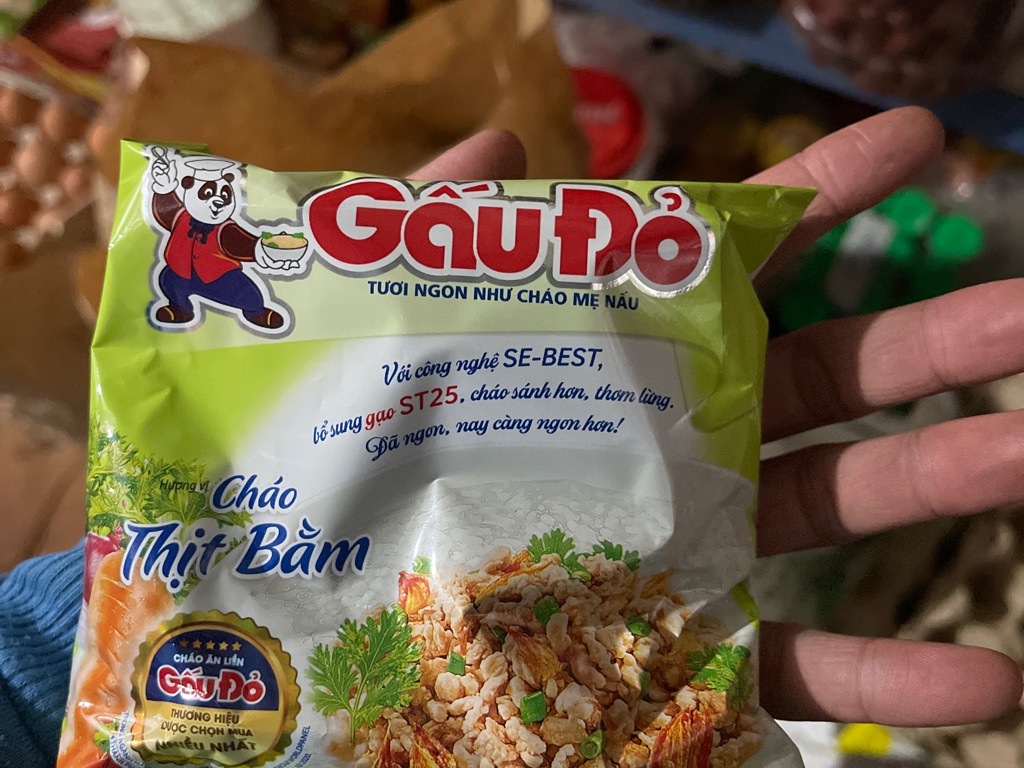 Gấu Đỏ
TƯƠI NGON NHƯ CHÁO MẸ NẤU
Với công nghệ SE-BEST,
bổ sung gạo ST25, cháo sánh hơn, thơm lừng.
Đã ngon, nay càng ngon hơn!
Hương vị Cháo
Thịt Bằm
CHÁO ĂN LIỀN
GẤU ĐỎ
THƯƠNG HIỆU
ĐƯỢC CHỌN MUA
NHIỀU NHẤT